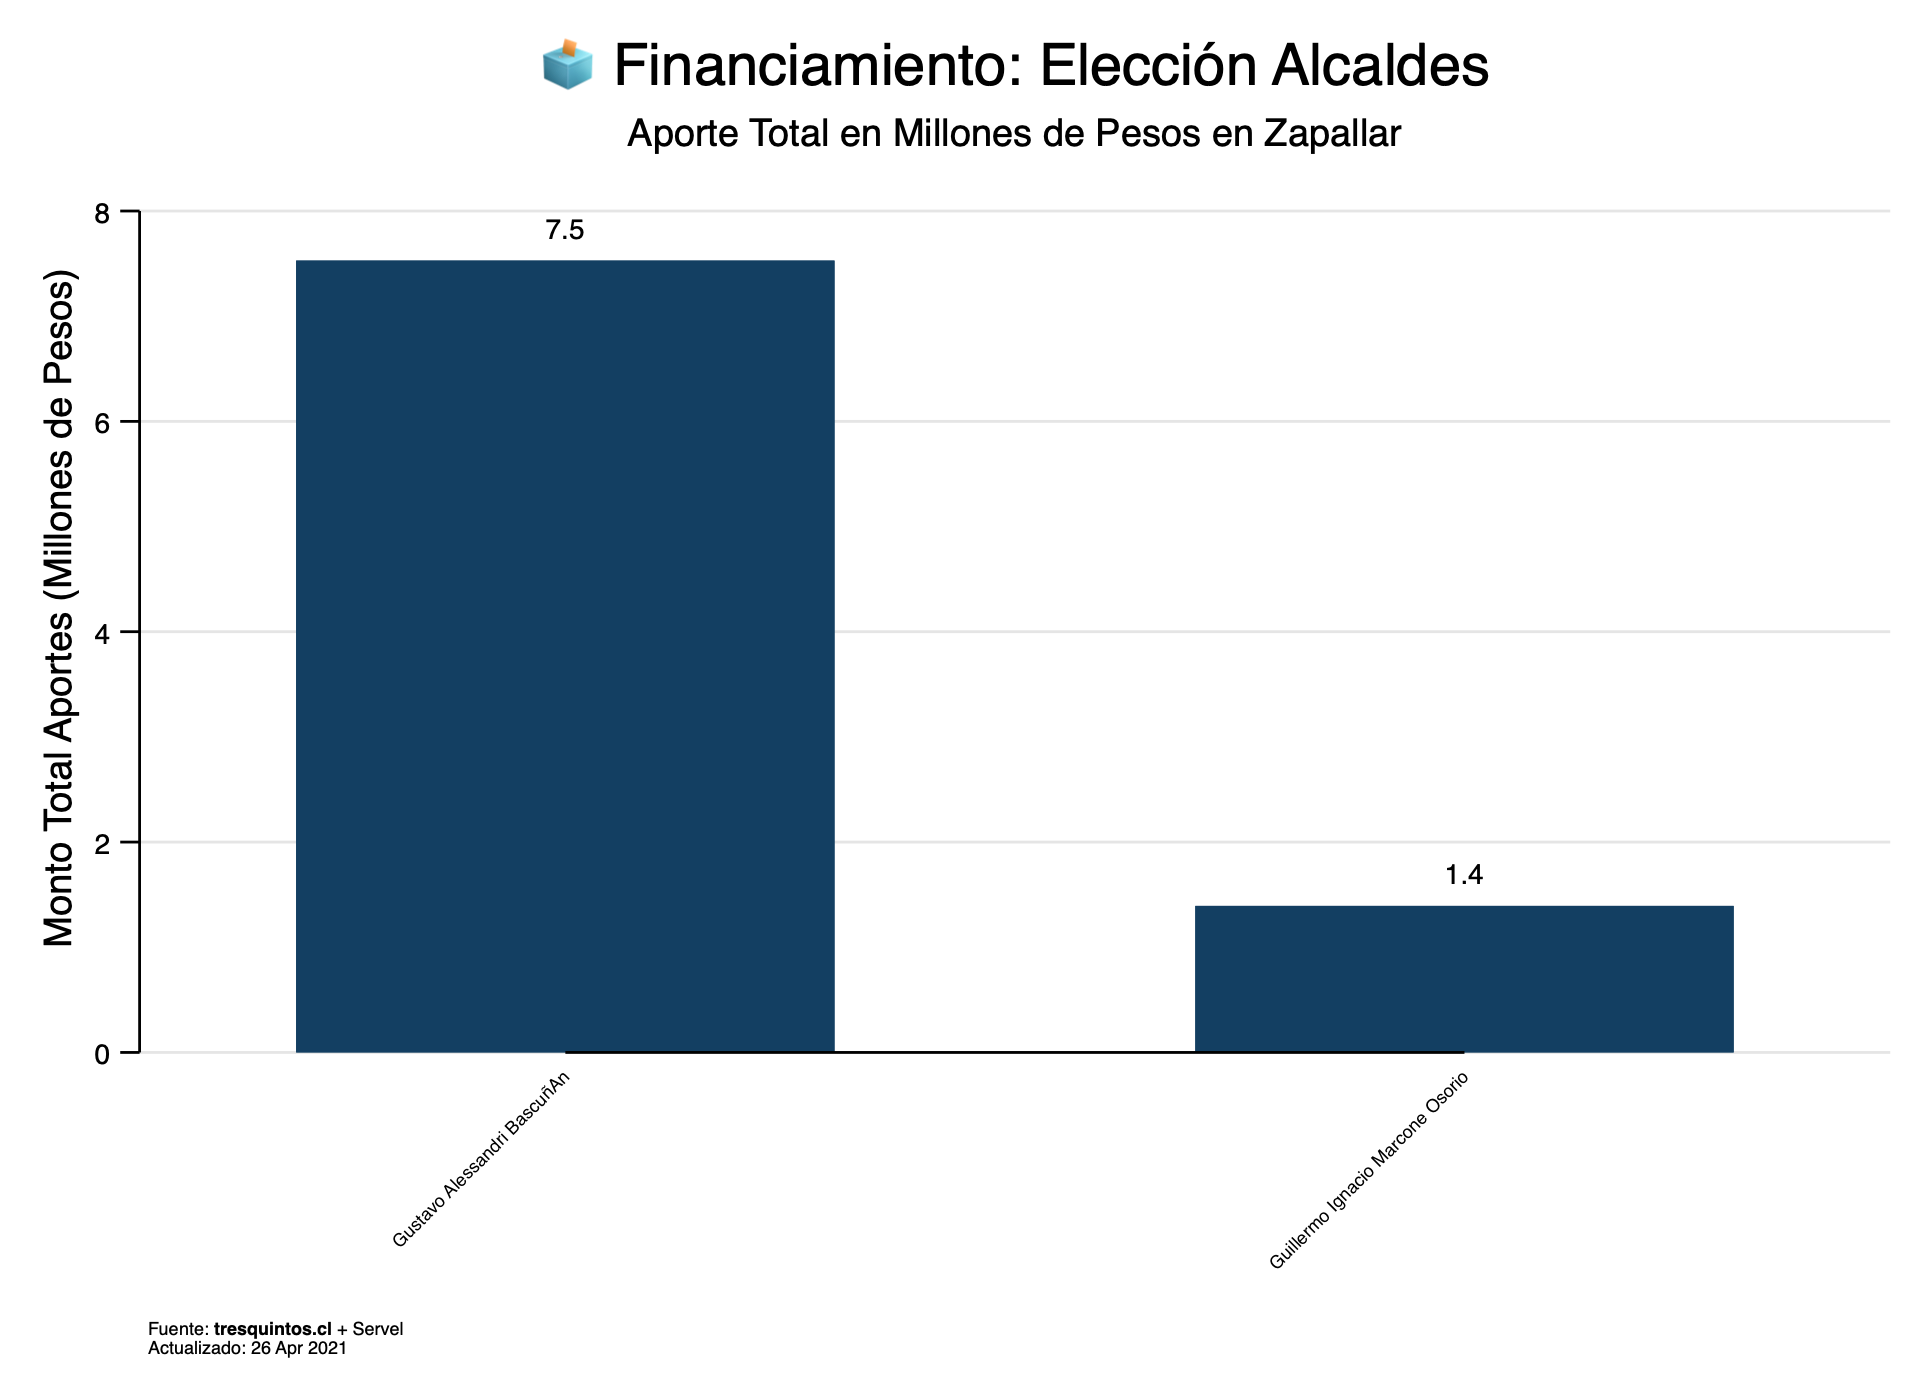 Financiamiento: Elección Alcaldes
Aporte Total en Millones de Pesos en Zapallar
Monto Total Aportes (Millones de Pesos)
8
6
4
2
0
7.5
1.4
Gustavo Alessandri BascuñAn
Guillermo Ignacio Marcone Osorio
Fuente: tresquintos.cl + Servel
Actualizado: 26 Apr 2021